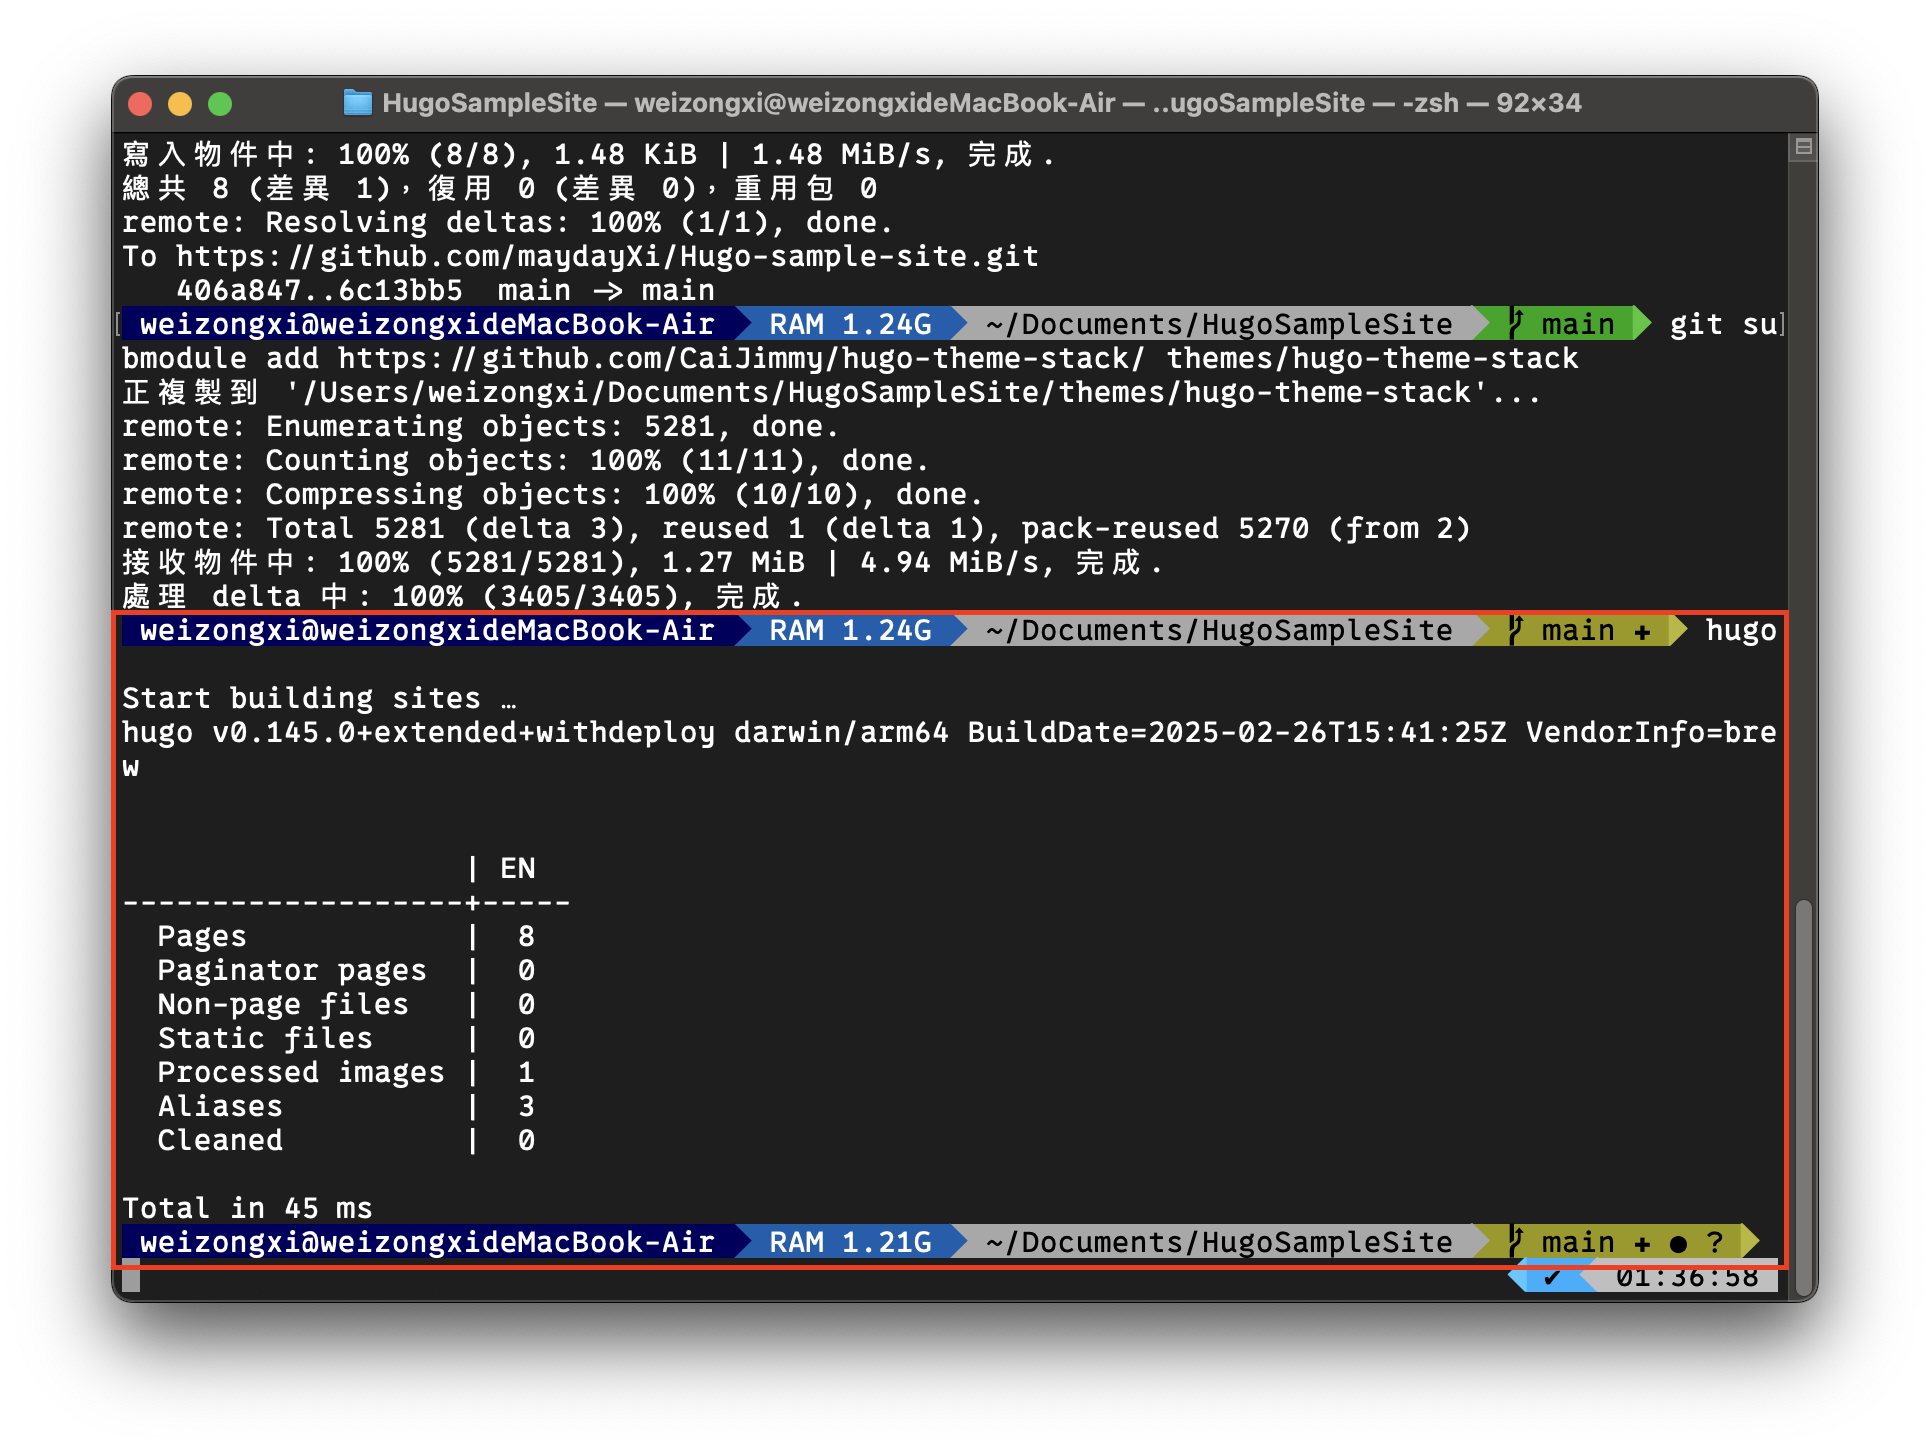 HugoSampleSite — weizongxi@weizongxideMacBook-Air — ..ugoSampleSite — -zsh — 92×34
寫入物件中: 100% (8/8), 1.48 KiB | 1.48 MiB/s, 完成.
總共 8 (差異 1)，復用 0 (差異 0)，重用包 0
remote: Resolving deltas: 100% (1/1), done.
To https://github.com/maydayXi/Hugo-sample-site.git
   406a847..6c13bb5  main -> main
weizongxi@weizongxideMacBook-Air RAM 1.24G ~/Documents/HugoSampleSite main git su
bmodule add https://github.com/CaiJimmy/hugo-theme-stack/ themes/hugo-theme-stack
正複製到 '/Users/weizongxi/Documents/HugoSampleSite/themes/hugo-theme-stack'...
remote: Enumerating objects: 5281, done.
remote: Counting objects: 100% (11/11), done.
remote: Compressing objects: 100% (10/10), done.
remote: Total 5281 (delta 3), reused 1 (delta 1), pack-reused 5270 (from 2)
接收物件中: 100% (5281/5281), 1.27 MiB | 4.94 MiB/s, 完成.
處理 delta 中: 100% (3405/3405), 完成.
weizongxi@weizongxideMacBook-Air RAM 1.24G ~/Documents/HugoSampleSite main + hugo
Start building sites …
hugo v0.145.0+extended+withdeploy darwin/arm64 BuildDate=2025-02-26T15:41:25Z VendorInfo=bre
w
                   | EN
-------------------+-----
  Pages            |  8
  Paginator pages  |  0
  Non-page files   |  0
  Static files     |  0
  Processed images |  1
  Aliases          |  3
  Cleaned          |  0
Total in 45 ms
weizongxi@weizongxideMacBook-Air RAM 1.21G ~/Documents/HugoSampleSite main + ● ?
✔ 01:36:58